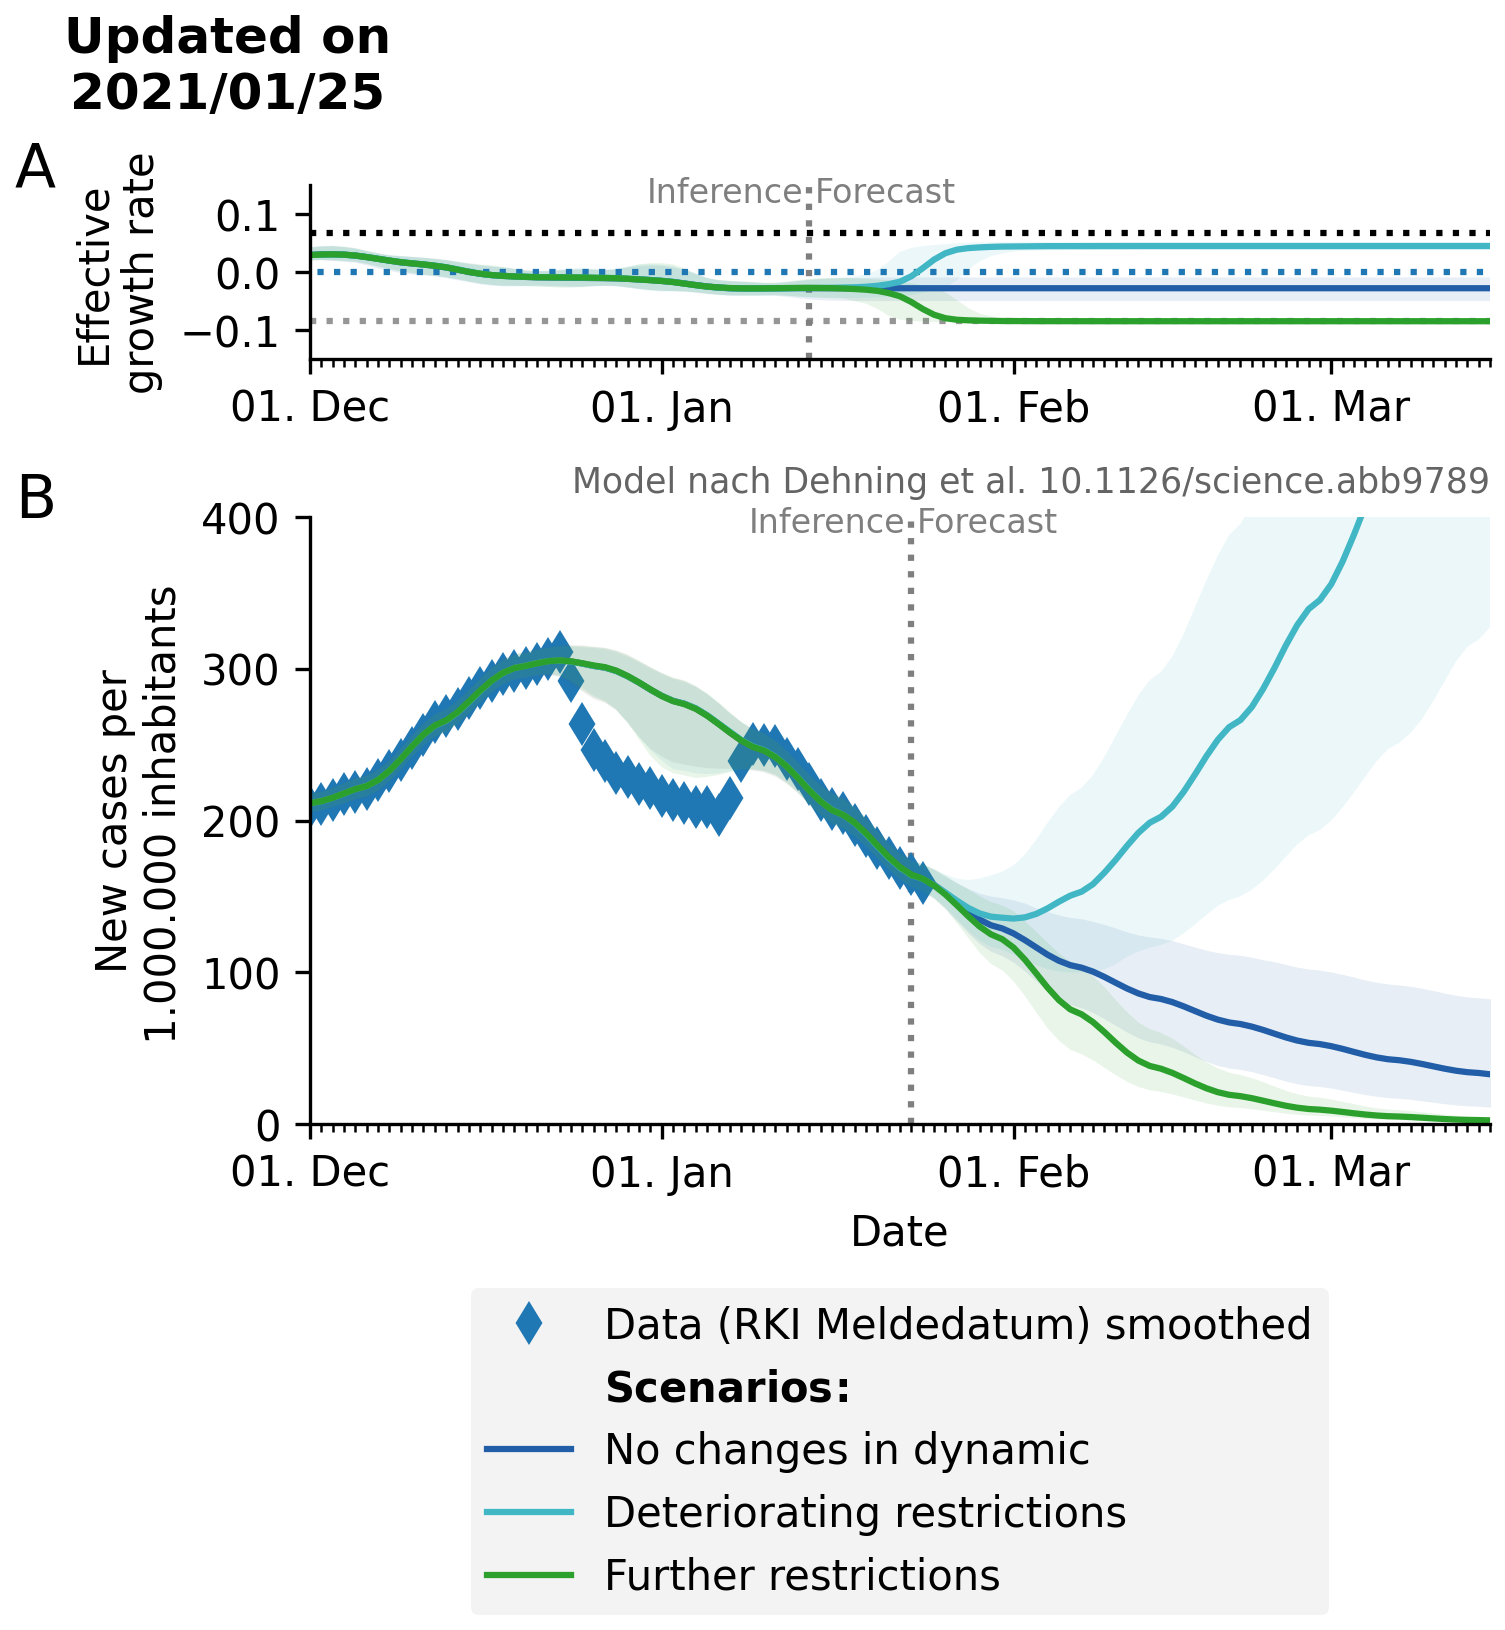 Updated on
2021/01/25
A
Effective
growth rate
Inference Forecast
0.1
0.0
−0.1
01. Dec 01. Jan 01. Feb 01. Mar
B
Model nach Dehning et al. 10.1126/science.abb9789
Inference Forecast
New cases per
1.000.000 inhabitants
400
300
200
100
0
01. Dec 01. Jan 01. Feb 01. Mar
Date
Data (RKI Meldedatum) smoothed
Scenarios:
No changes in dynamic
Deteriorating restrictions
Further restrictions